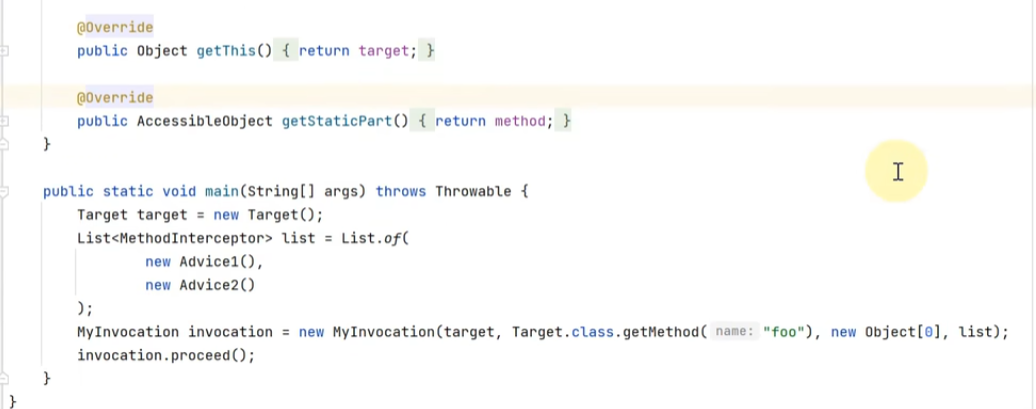 @Override
public Object getThis() { return target; }
@Override
public AccessibleObject getStaticPart() { return method; }
}
public static void main(String[] args) throws Throwable {
Target target = new Target();
List<MethodInterceptor> list = List.of(
new Advice1(),
new Advice2()
);
MyInvocation invocation = new MyInvocation(target, Target.class.getMethod( name: "foo"), new Object[0], list);
invocation.proceed();
}
}